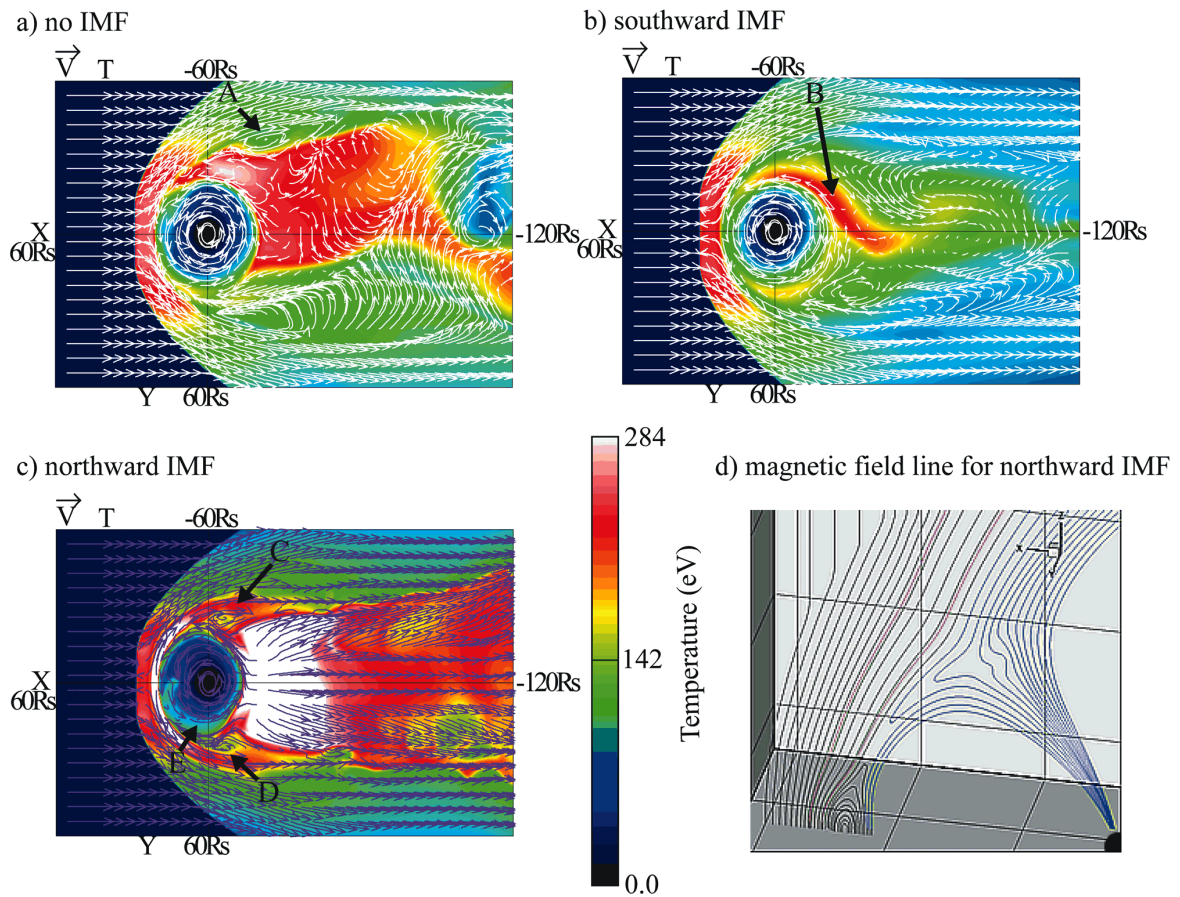 a) no IMF
V T -60Rs
A
X
60Rs
-120Rs
Y 60Rs
b) southward IMF
V T -60Rs
B
X
60Rs
-120Rs
Y 60Rs
c) northward IMF
V T -60Rs
C
X
60Rs
-120Rs
E
D
Y 60Rs
284
142
0.0
Temperature (eV)
d) magnetic field line for northward IMF
z
x